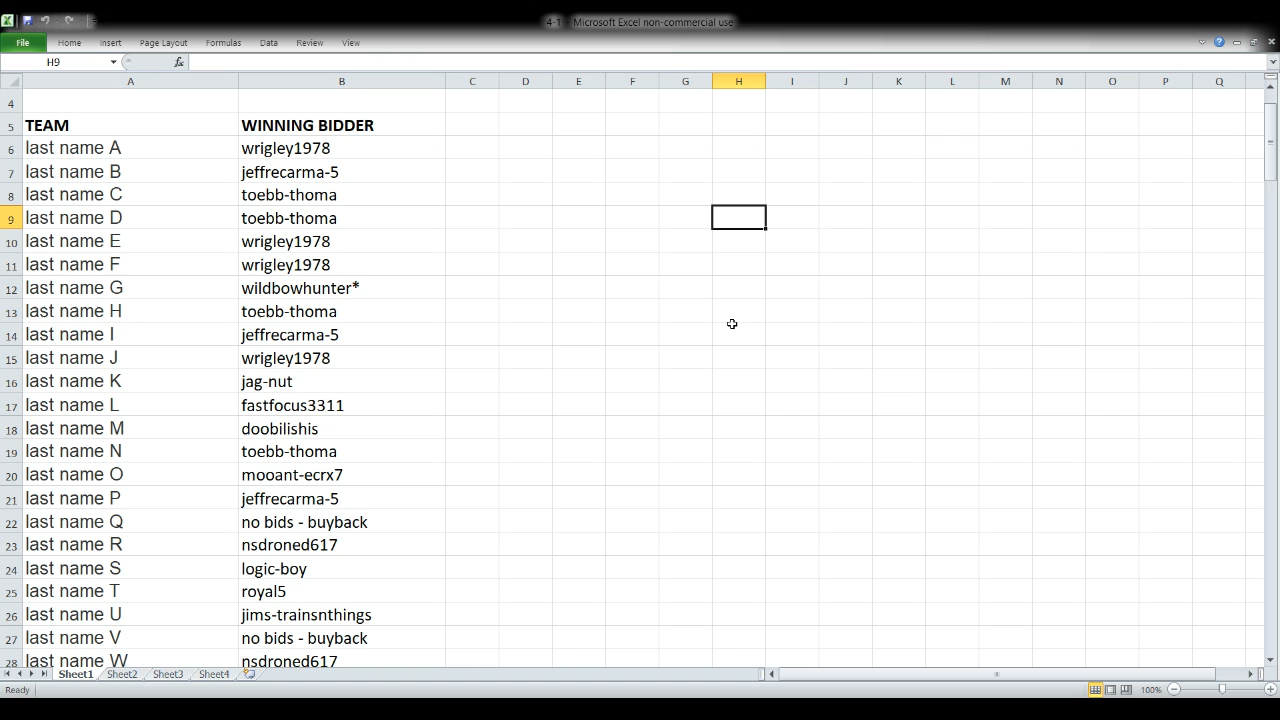 4-1 - Microsoft Excel non-commercial use
File Home Insert Page Layout Formulas Data Review View
H9 fx
A B C D E F G H I J K L M N O P Q
4
5 TEAM WINNING BIDDER
6 last name A wrigley1978
7 last name B jeffrecarma-5
8 last name C toebb-thoma
9 last name D toebb-thoma
10 last name E wrigley1978
11 last name F wrigley1978
12 last name G wildbowhunter*
13 last name H toebb-thoma
14 last name I jeffrecarma-5
15 last name J wrigley1978
16 last name K jag-nut
17 last name L fastfocus3311
18 last name M doobilishis
19 last name N toebb-thoma
20 last name O mooant-ecrx7
21 last name P jeffrecarma-5
22 last name Q no bids - buyback
23 last name R nsdroned617
24 last name S logic-boy
25 last name T royal5
26 last name U jims-trainsnthings
27 last name V no bids - buyback
28 last name W nsdroned617
Sheet1 Sheet2 Sheet3 Sheet4
Ready 100%